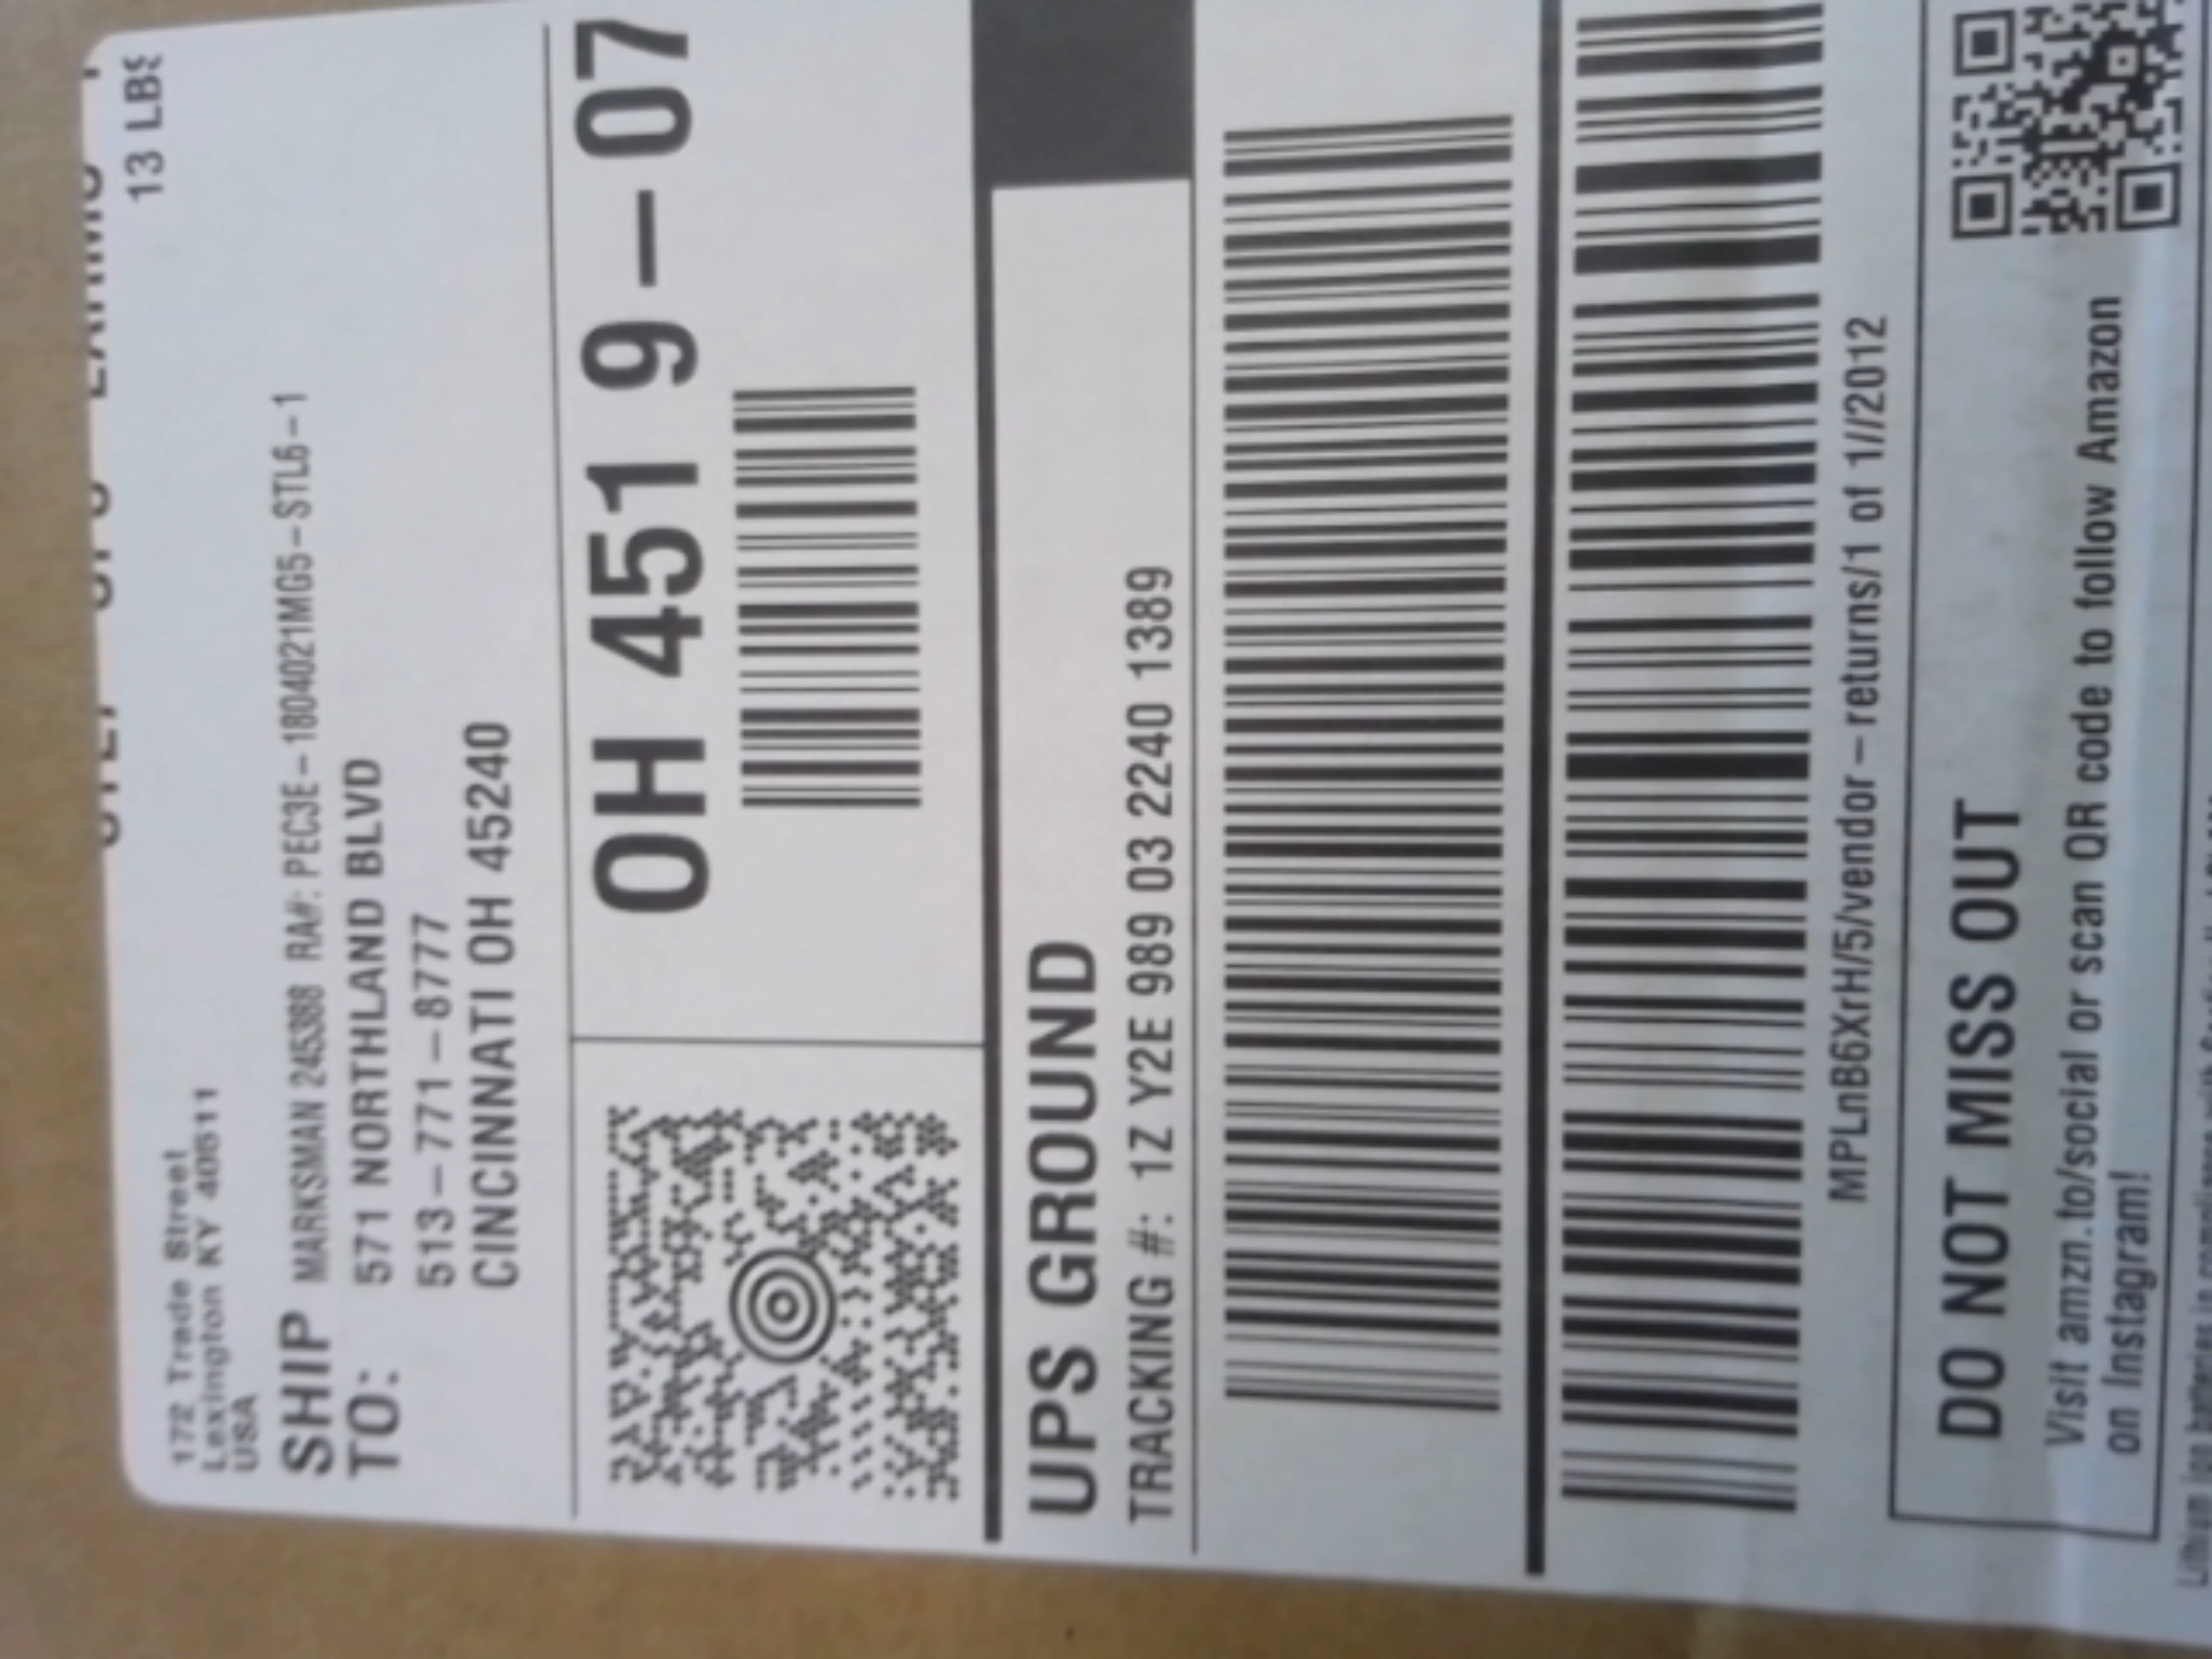 13 LBS
172 Trade Street
Lexington KY 40511
USA
SHIP TO:
MARKSMAN 245388 RA#: PEC3E-1804021MG5-STL6-1
571 NORTHLAND BLVD
513-771-8777
CINCINNATI OH 45240
OH 451 9-07
UPS GROUND
TRACKING #: 1Z Y2E 989 03 2240 1389
MPLnB6XrH/5/vendor-returns/1 of 1//2012
DO NOT MISS OUT
Visit amzn.to/social or scan QR code to follow Amazon
on Instagram!